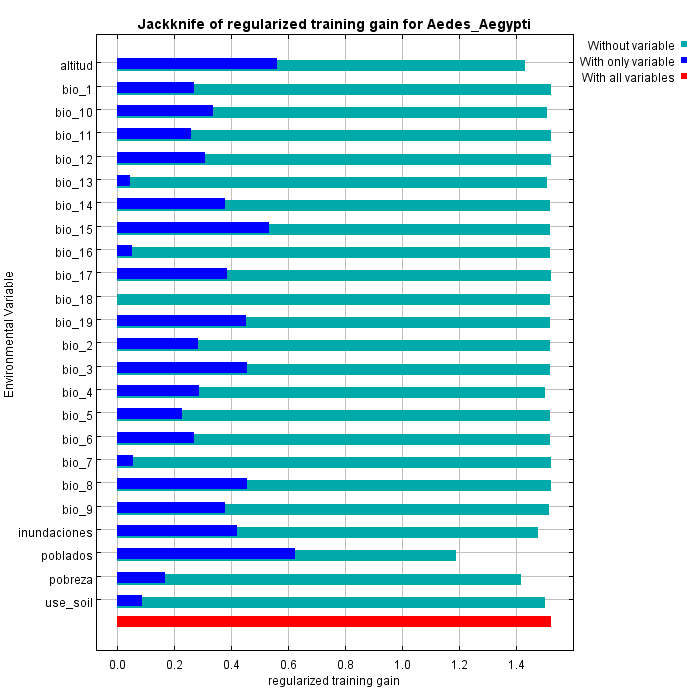 Jackknife of regularized training gain for Aedes_Aegypti
Without variable
With only variable
With all variables
Environmental Variable
altitud
bio_1
bio_10
bio_11
bio_12
bio_13
bio_14
bio_15
bio_16
bio_17
bio_18
bio_19
bio_2
bio_3
bio_4
bio_5
bio_6
bio_7
bio_8
bio_9
inundaciones
poblados
pobreza
use_soil
0.0 0.2 0.4 0.6 0.8 1.0 1.2 1.4
regularized training gain